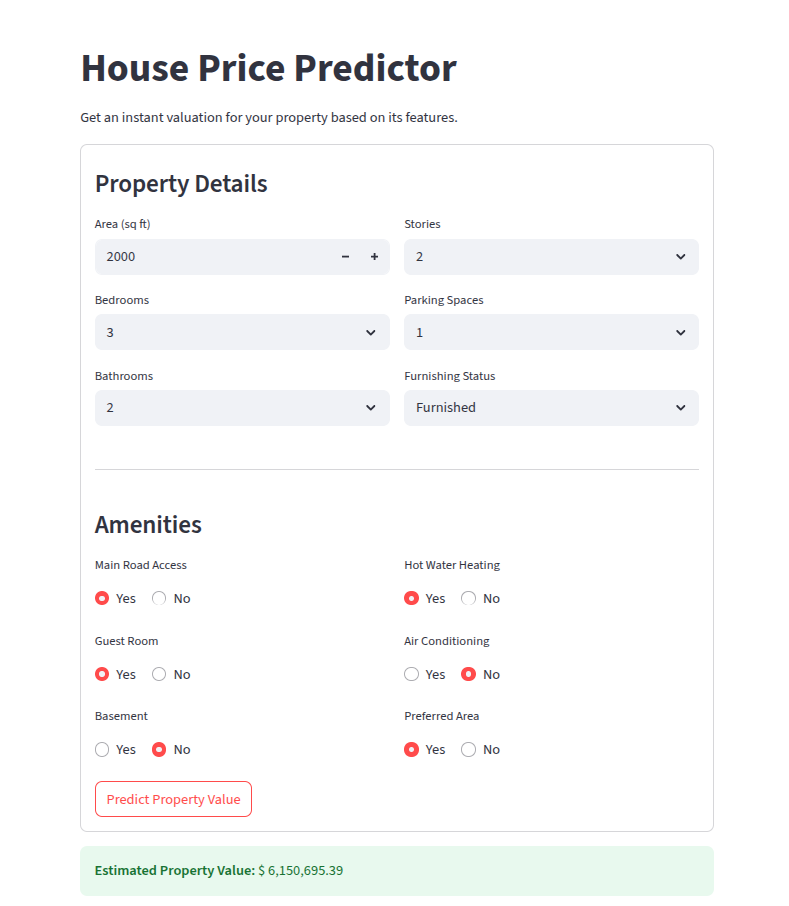 House Price Predictor
Get an instant valuation for your property based on its features.
Property Details
Area (sq ft)
2000
Stories
2
Bedrooms
3
Parking Spaces
1
Bathrooms
2
Furnishing Status
Furnished
Amenities
Main Road Access
Yes No
Hot Water Heating
Yes No
Guest Room
Yes No
Air Conditioning
Yes No
Basement
Yes No
Preferred Area
Yes No
Predict Property Value
Estimated Property Value: $ 6,150,695.39